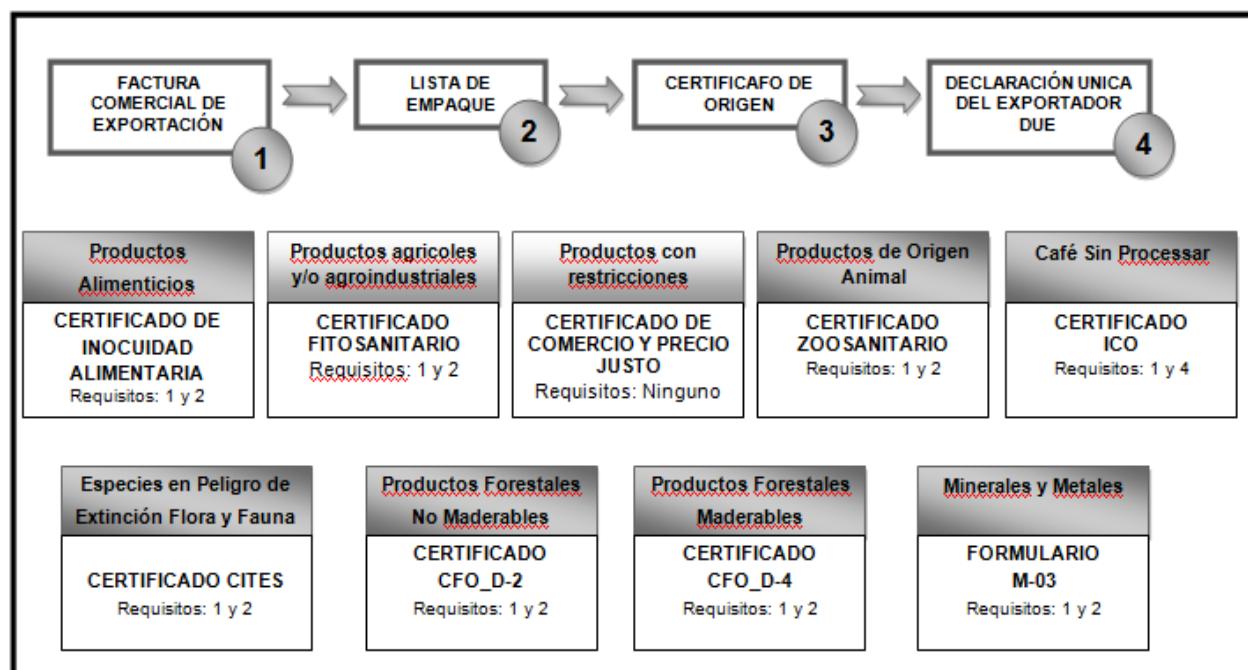 FACTURA
COMERCIAL DE
EXPORTACIÓN
1
LISTA DE
EMPAQUE
2
CERTIFICAFO DE
ORIGEN
3
DECLARACIÓN UNICA
DEL EXPORTADOR
DUE
4
Productos
Alimenticios
CERTIFICADO DE
INOCUIDAD
ALIMENTARIA
Requisitos: 1 y 2
Productos agricoles
y/o agroindustriales
CERTIFICADO
FITOSANITARIO
Requisitos: 1 y 2
Productos con
restricciones
CERTIFICADO DE
COMERCIO Y PRECIO
JUSTO
Requisitos: Ninguno
Productos de Origen
Animal
CERTIFICADO
ZOOSANITARIO
Requisitos: 1 y 2
Café Sin Processar
CERTIFICADO
ICO
Requisitos: 1 y 4
Especies en Peligro de
Extinción Flora y Fauna
CERTIFICADO CITES
Requisitos: 1 y 2
Productos Forestales
No Maderables
CERTIFICADO
CFO_D-2
Requisitos: 1 y 2
Productos Forestales
Maderables
CERTIFICADO
CFO_D-4
Requisitos: 1 y 2
Minerales y Metales
FORMULARIO
M-03
Requisitos: 1 y 2